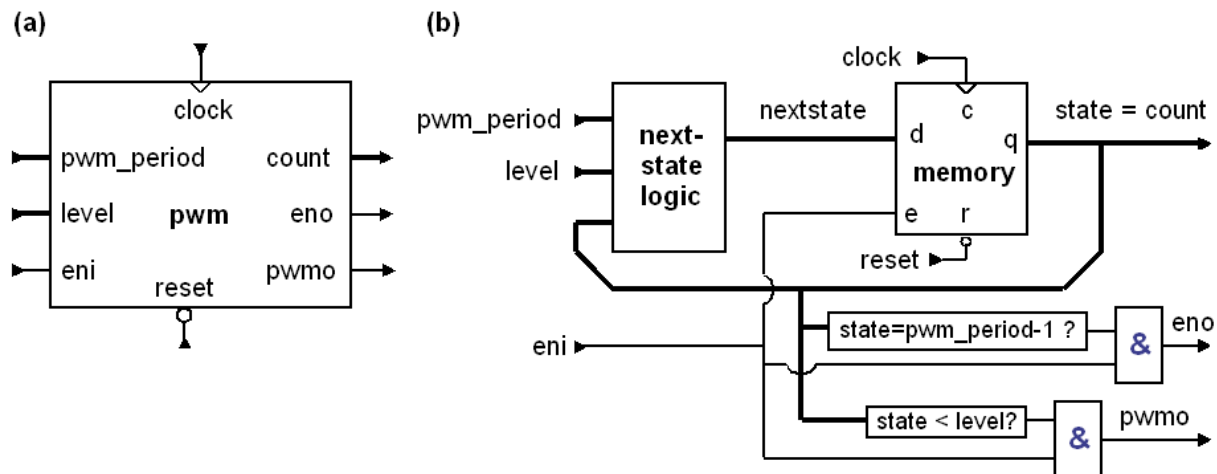 (a)
clock
pwm_period
count
level
pwm
eno
eni
pwmo
reset
(b)
clock
pwm_period
level
next-
state
logic
nextstate
c
d
q
memory
e
r
state = count
reset
eni
state=pwm_period-1 ?
&
eno
state < level?
&
pwmo